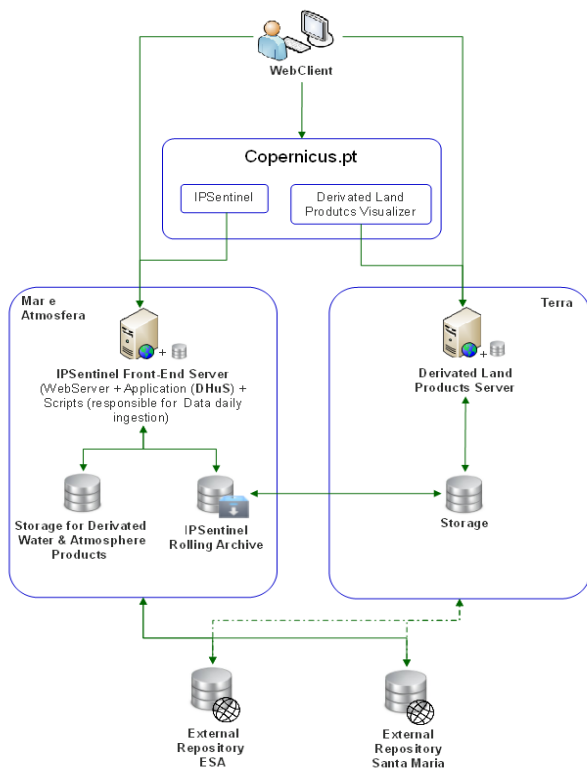 WebClient
Copernicus.pt
IPSentinel
Derivated Land
Produtcs Visualizer
Mar e
Atmosfera
Terra
+
IPSentinel Front-End Server
(WebServer + Application (DHuS) +
Scripts (responsible for Data daily
ingestion)
+
Derivated Land
Products Server
Storage for Derivated
Water & Atmosphere
Products
IPSentinel
Rolling Archive
Storage
External
Repository
ESA
External
Repository
Santa Maria